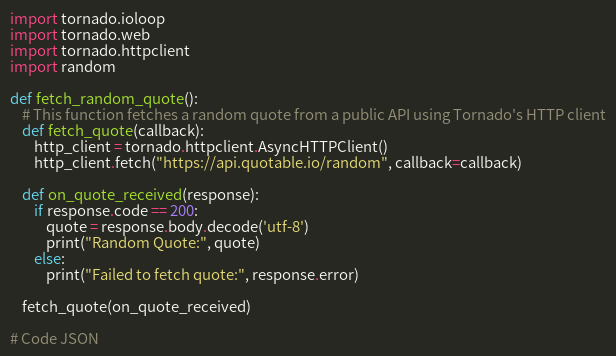 import tornado.ioloop
import tornado.web
import tornado.httpclient
import random

def fetch_random_quote():
    # This function fetches a random quote from a public API using Tornado's HTTP client
    def fetch_quote(callback):
        http_client = tornado.httpclient.AsyncHTTPClient()
        http_client.fetch("https://api.quotable.io/random", callback=callback)

    def on_quote_received(response):
        if response.code == 200:
            quote = response.body.decode('utf-8')
            print("Random Quote:", quote)
        else:
            print("Failed to fetch quote:", response.error)

    fetch_quote(on_quote_received)

# Code JSON